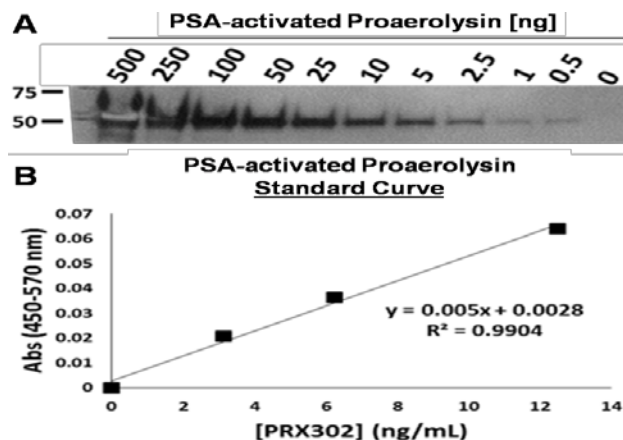 A
PSA-activated Proaerolysin [ng]
500 250 100 50 25 10 5 2.5 1 0.5 0
75
50
PSA-activated Proaerolysin
B
Standard Curve
0.07
0.06
0.05
0.04
0.03
0.02
0.01
0
Abs (450-570 nm)
y = 0.005x + 0.0028
R² = 0.9904
0 2 4 6 8 10 12 14
[PRX302] (ng/mL)